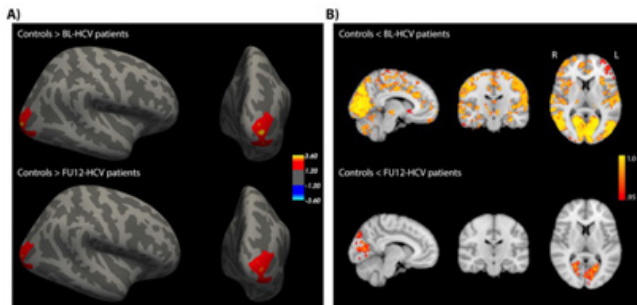 A)
Controls > BL-HCV patients
Controls > FU12-HCV patients
3.60
1.20
-1.20
-3.60
B)
Controls < BL-HCV patients
R
L
Controls < FU12-HCV patients
1.0
.95